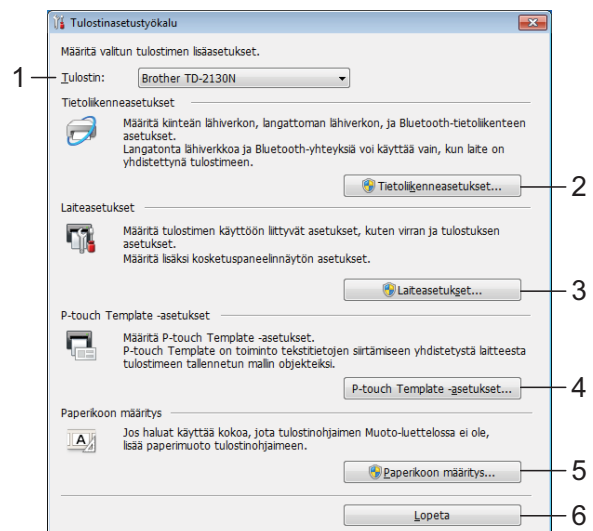 Tulostinasetustyökalu
Määritä valitun tulostimen lisäasetukset.
1 Tulostin: Brother TD-2130N
Tietoliikenneasetukset
Määritä kiinteän lähiverkon, langattoman lähiverkon, ja Bluetooth-tietoliikenteen
asetukset.
Langatonta lähiverkkoa ja Bluetooth-yhteyksiä voi käyttää vain, kun laite on
yhdistettynä tulostimeen.
Tietoliikenneasetukset... 2
Laiteasetukset
Määritä tulostimen käyttöön liittyvät asetukset, kuten virran ja tulostuksen
asetukset.
Määritä lisäksi kosketuspaneelinnäytön asetukset.
Laiteasetukset... 3
P-touch Template -asetukset
Määritä P-touch Template -asetukset.
P-touch Template on toiminto tekstitietojen siirtämiseen yhdistetystä laitteesta
tulostimeen tallennetun mallin objekteiksi.
P-touch Template -asetukset... 4
Paperikoon määritys
A
Jos haluat käyttää kokoa, jota tulostinohjaimen Muoto-luettelossa ei ole,
lisää paperimuoto tulostinohjaimeen.
Paperikoon määritys... 5
Lopeta 6